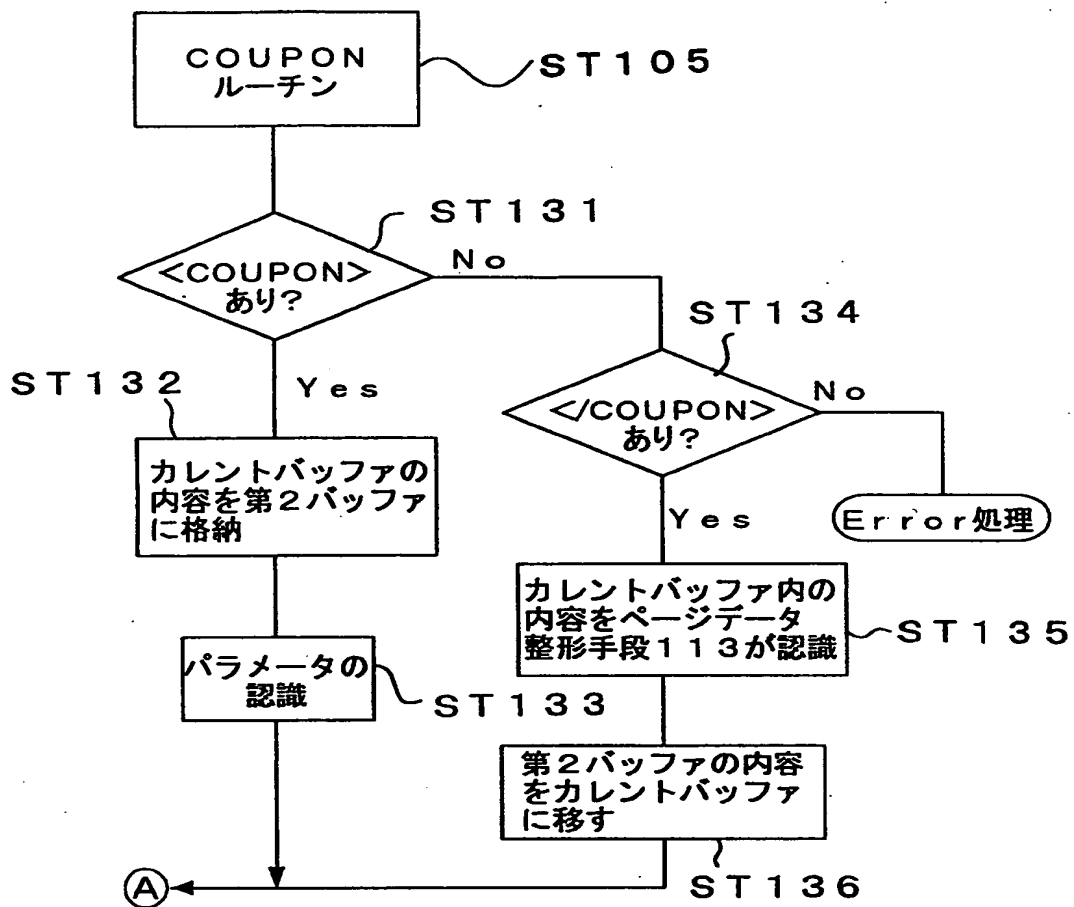 COUPON
ルーチン
ST105
ST131
<COUPON>
あり?
No
ST134
ST132
Yes
</COUPON>
あり?
No
カレントバッファの
内容を第2バッファ
に格納
Yes
Error処理
カレントバッファ内の
内容をページデータ
整形手段113が認識
ST135
パラメータの
認識
ST133
第2バッファの内容
をカレントバッファ
に移す
A
ST136